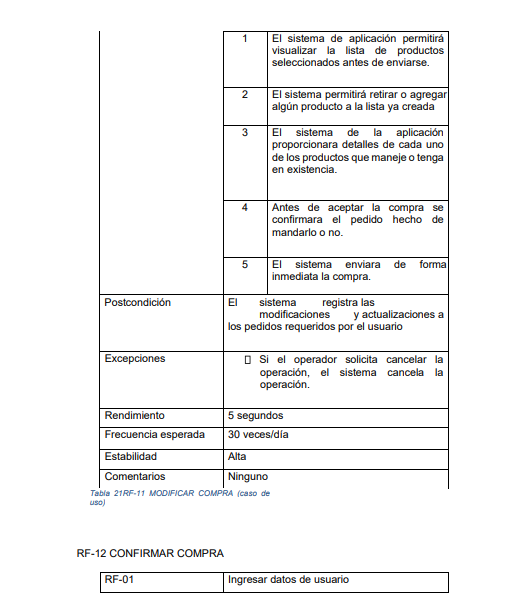 1 El sistema de aplicación permitirá
visualizar la lista de productos
seleccionados antes de enviarse.
2 El sistema permitirá retirar o agregar
algún producto a la lista ya creada
3 El sistema de la aplicación
proporcionara detalles de cada uno
de los productos que maneje o tenga
en existencia.
4 Antes de aceptar la compra se
confirmara el pedido hecho de
mandarlo o no.
5 El sistema enviara de forma
inmediata la compra.
Postcondición El sistema registra las
modificaciones y actualizaciones a
los pedidos requeridos por el usuario
Excepciones Si el operador solicita cancelar la
operación, el sistema cancela la
operación.
Rendimiento 5 segundos
Frecuencia esperada 30 veces/día
Estabilidad Alta
Comentarios Ninguno
Tabla 21RF-11 MODIFICAR COMPRA (caso de
uso)
RF-12 CONFIRMAR COMPRA
RF-01 Ingresar datos de usuario